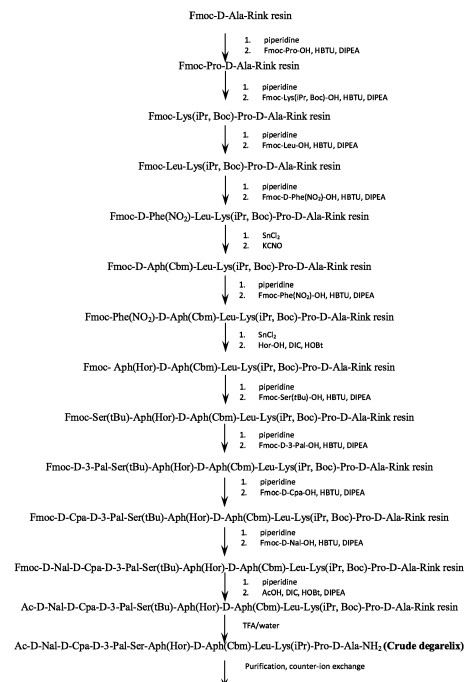 Fmoc-D-Ala-Rink resin
1. piperidine
2. Fmoc-Pro-OH, HBTU, DIPEA
Fmoc-Pro-D-Ala-Rink resin
1. piperidine
2. Fmoc-Lys(iPr, Boc)-OH, HBTU, DIPEA
Fmoc-Lys(iPr, Boc)-Pro-D-Ala-Rink resin
1. piperidine
2. Fmoc-Leu-OH, HBTU, DIPEA
Fmoc-Leu-Lys(iPr, Boc)-Pro-D-Ala-Rink resin
1. piperidine
2. Fmoc-D-Phe(NO₂)-OH, HBTU, DIPEA
Fmoc-D-Phe(NO₂)-Leu-Lys(iPr, Boc)-Pro-D-Ala-Rink resin
1. SnCl₂
2. KCNO
Fmoc-D-Aph(Cbm)-Leu-Lys(iPr, Boc)-Pro-D-Ala-Rink resin
1. piperidine
2. Fmoc-Phe(NO₂)-OH, HBTU, DIPEA
Fmoc-Phe(NO₂)-D-Aph(Cbm)-Leu-Lys(iPr, Boc)-Pro-D-Ala-Rink resin
1. SnCl₂
2. Hor-OH, DIC, HOBt
Fmoc- Aph(Hor)-D-Aph(Cbm)-Leu-Lys(iPr, Boc)-Pro-D-Ala-Rink resin
1. piperidine
2. Fmoc-Ser(tBu)-OH, HBTU, DIPEA
Fmoc-Ser(tBu)-Aph(Hor)-D-Aph(Cbm)-Leu-Lys(iPr, Boc)-Pro-D-Ala-Rink resin
1. piperidine
2. Fmoc-D-3-Pal-OH, HBTU, DIPEA
Fmoc-D-3-Pal-Ser(tBu)-Aph(Hor)-D-Aph(Cbm)-Leu-Lys(iPr, Boc)-Pro-D-Ala-Rink resin
1. piperidine
2. Fmoc-D-Cpa-OH, HBTU, DIPEA
Fmoc-D-Cpa-D-3-Pal-Ser(tBu)-Aph(Hor)-D-Aph(Cbm)-Leu-Lys(iPr, Boc)-Pro-D-Ala-Rink resin
1. piperidine
2. Fmoc-D-Nal-OH, HBTU, DIPEA
Fmoc-D-Nal-D-Cpa-D-3-Pal-Ser(tBu)-Aph(Hor)-D-Aph(Cbm)-Leu-Lys(iPr, Boc)-Pro-D-Ala-Rink resin
1. piperidine
2. AcOH, DIC, HOBt, DIPEA
Ac-D-Nal-D-Cpa-D-3-Pal-Ser(tBu)-Aph(Hor)-D-Aph(Cbm)-Leu-Lys(iPr, Boc)-Pro-D-Ala-Rink resin
TFA/water
Ac-D-Nal-D-Cpa-D-3-Pal-Ser-Aph(Hor)-D-Aph(Cbm)-Leu-Lys(iPr)-Pro-D-Ala-NH₂ (Crude degarelix)
Purification, counter-ion exchange